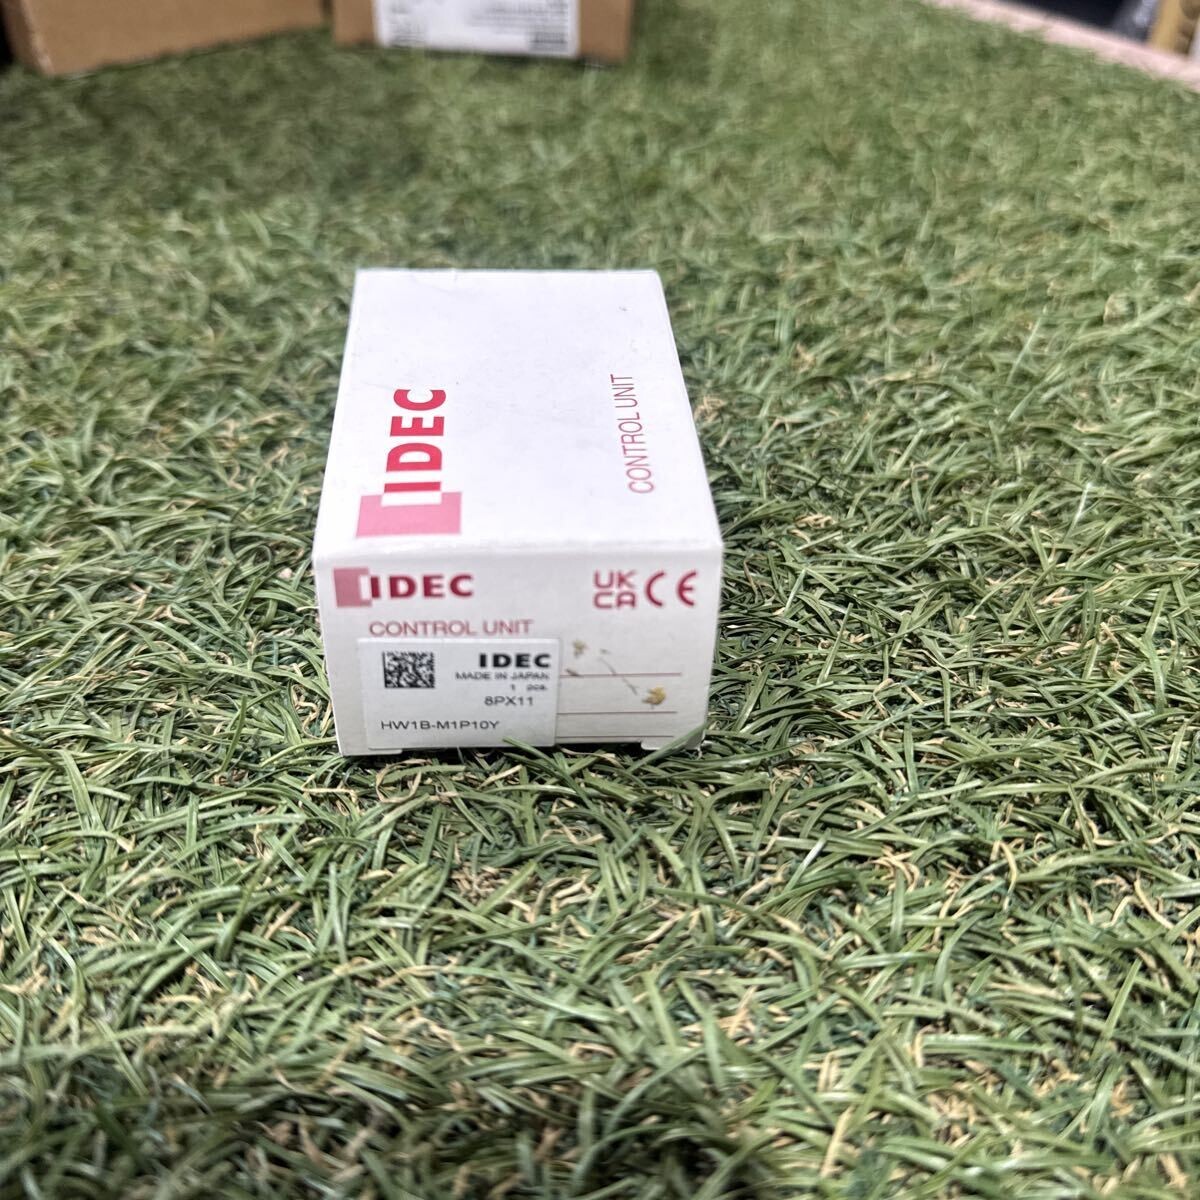 IDEC
CONTROL UNIT
IDEC
UK
CA CE
CONTROL UNIT
IDEC
MADE IN JAPAN
1 pcs.
8PX11
HW1B-M1P10Y